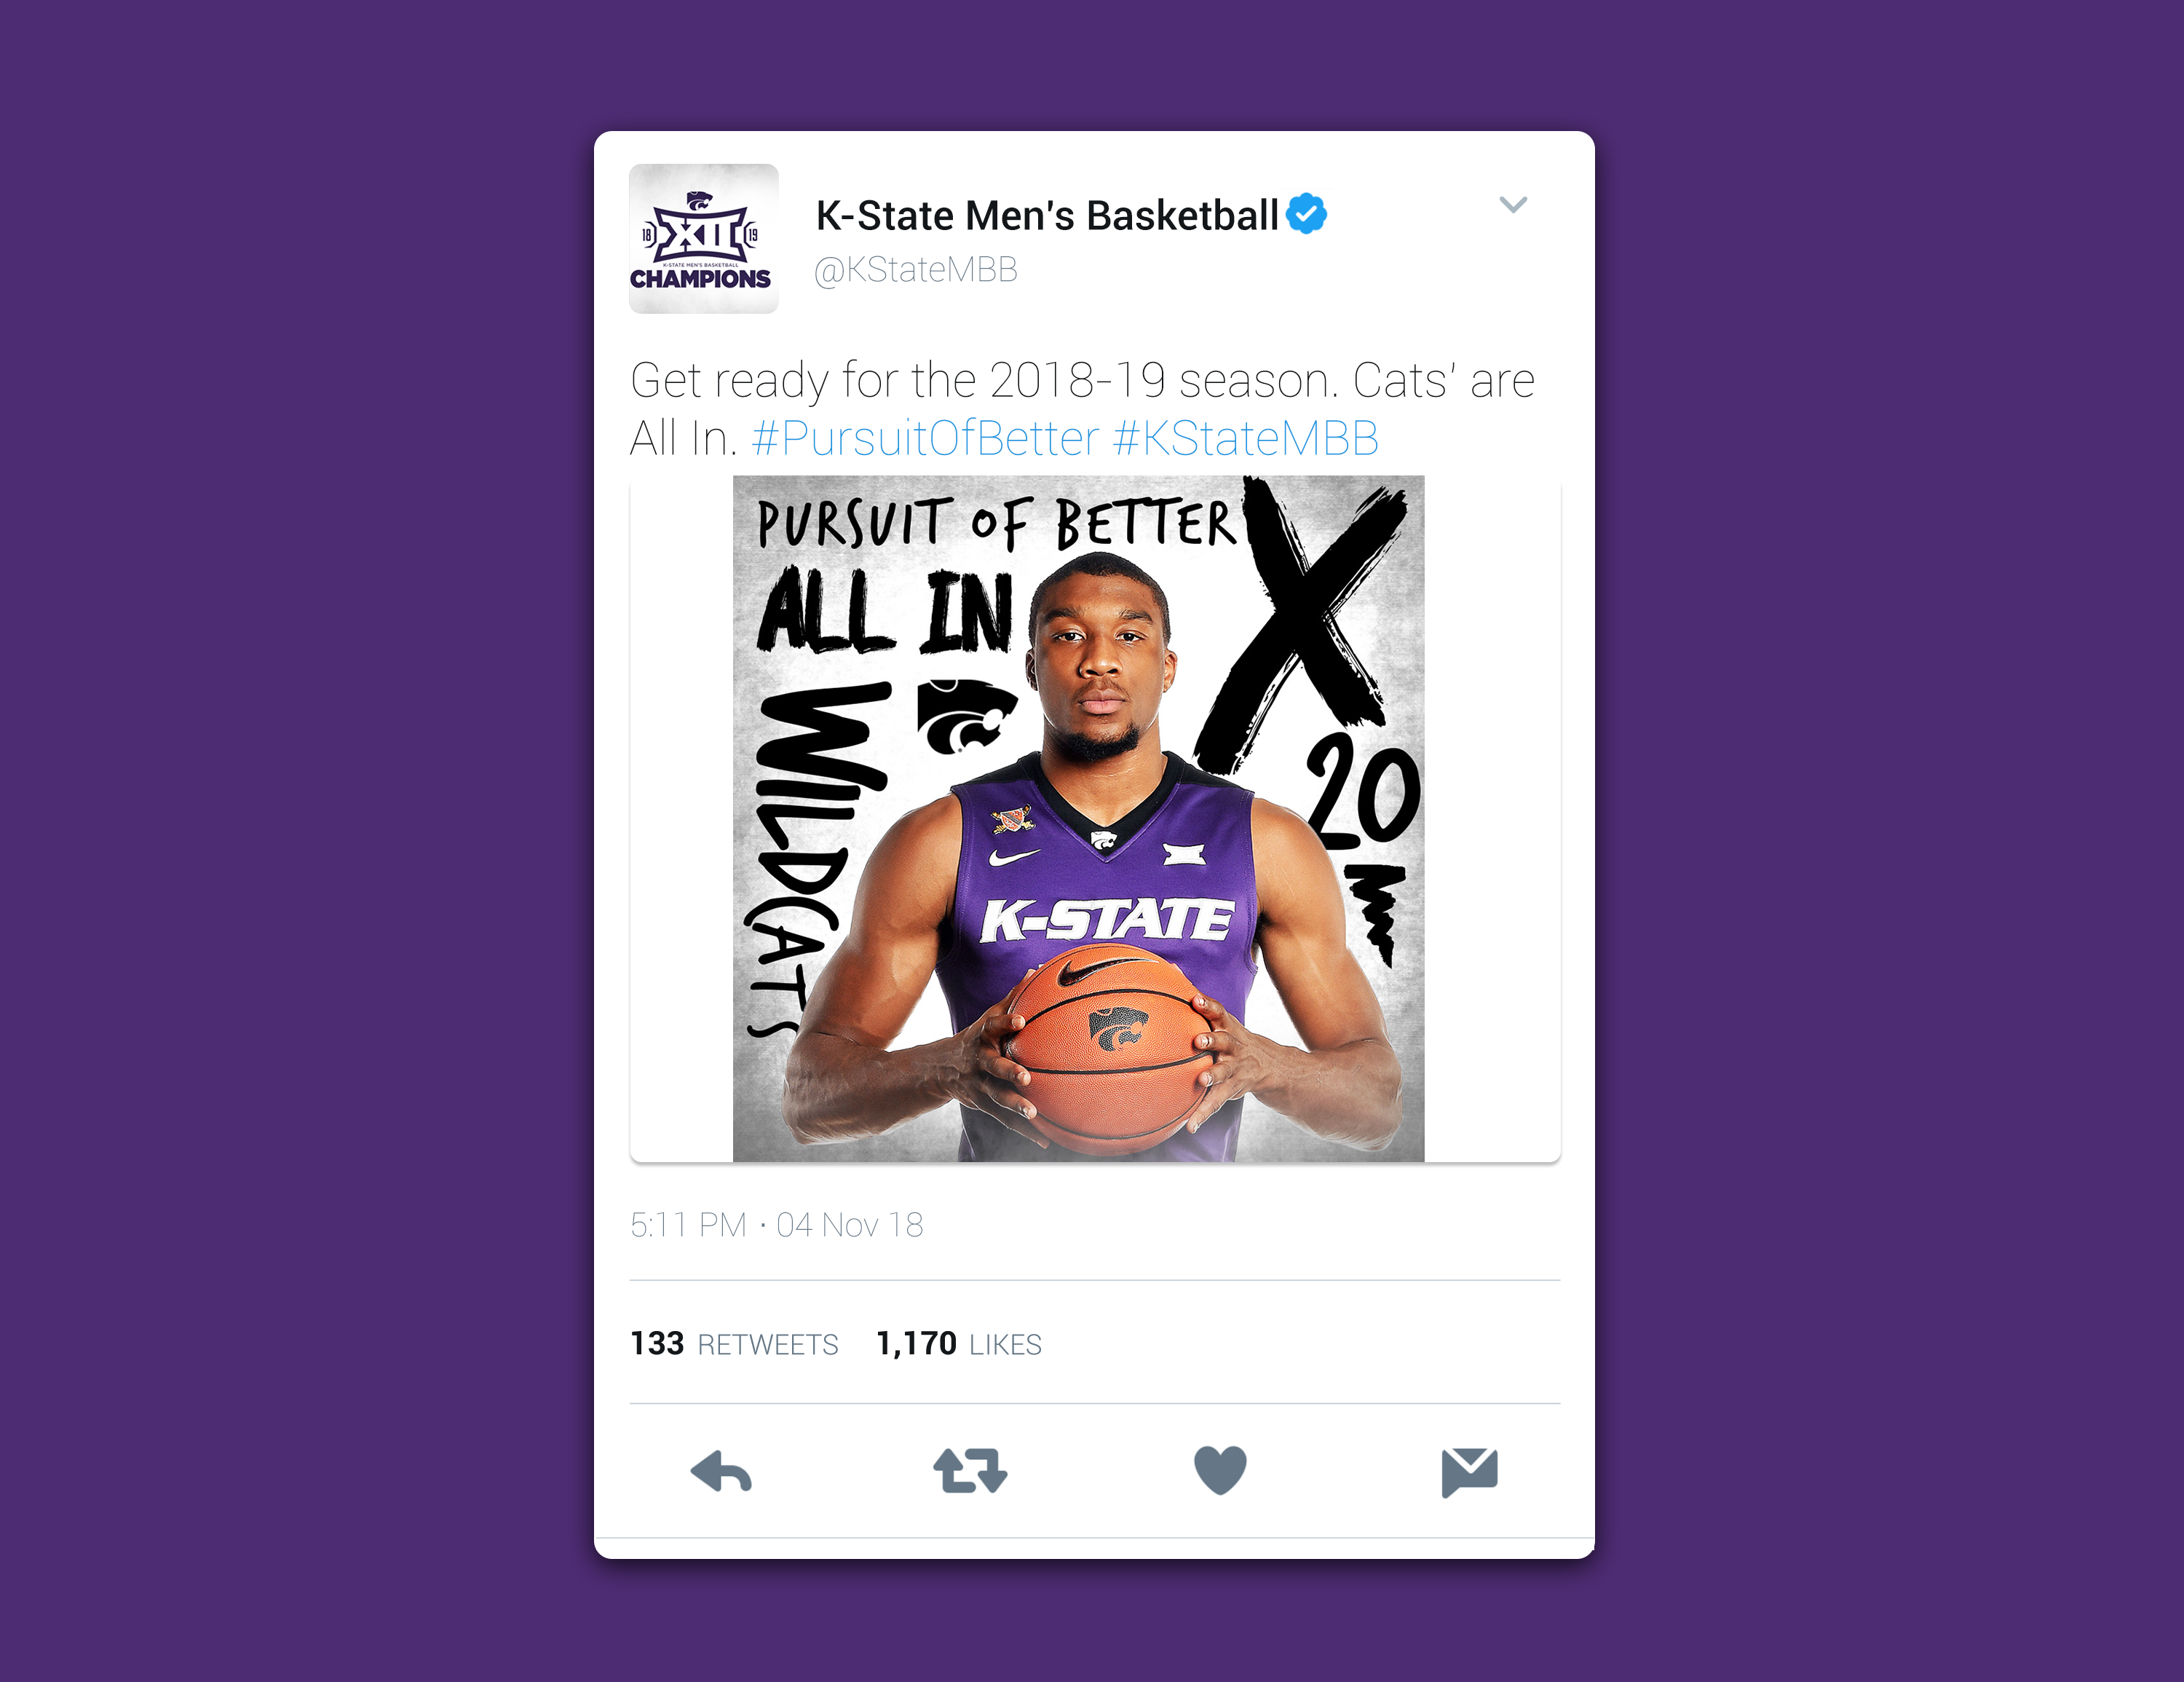 18 XII 19
K-STATE MEN'S BASKETBALL
CHAMPIONS
K-State Men's Basketball
@KStateMBB
Get ready for the 2018-19 season. Cats' are
All In. #PursuitOfBetter #KStateMBB
PURSUIT OF BETTER
X
ALL IN
WILDCATS
20
K-STATE
5:11 PM · 04 Nov 18
133 RETWEETS 1,170 LIKES